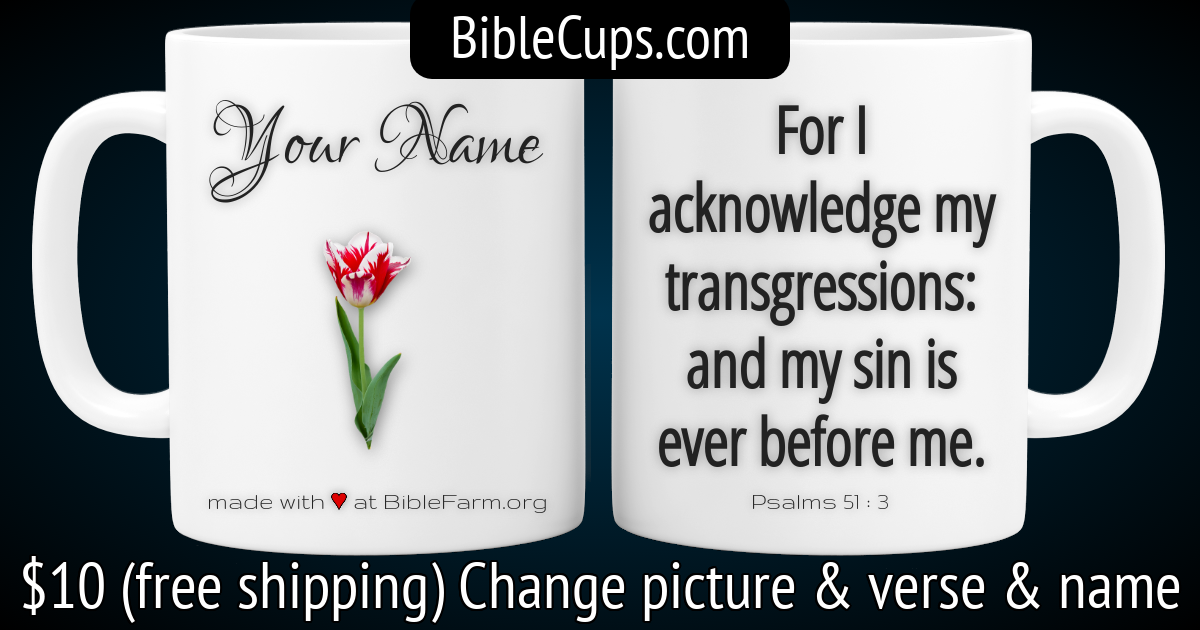 BibleCups.com
Your Name
made with ♥ at BibleFarm.org
For I
acknowledge my
transgressions:
and my sin is
ever before me.
Psalms 51 : 3
$10 (free shipping) Change picture & verse & name